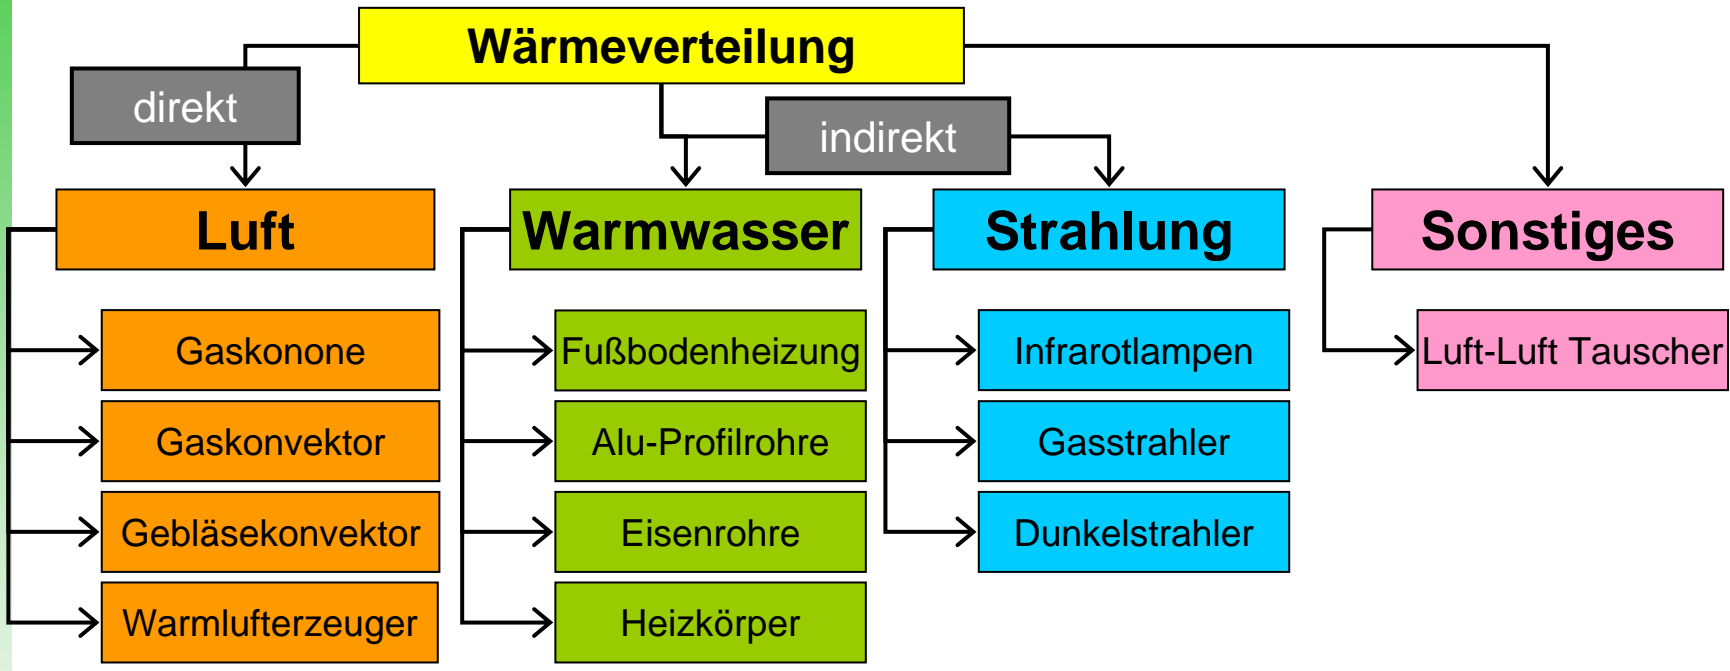 Wärmeverteilung
direkt
indirekt
Luft
Warmwasser
Strahlung
Sonstiges
Gaskonone
Fußbodenheizung
Infrarotlampen
Luft-Luft Tauscher
Gaskonvektor
Alu-Profilrohre
Gasstrahler
Gebläsekonvektor
Eisenrohre
Dunkelstrahler
Warmlufterzeuger
Heizkörper